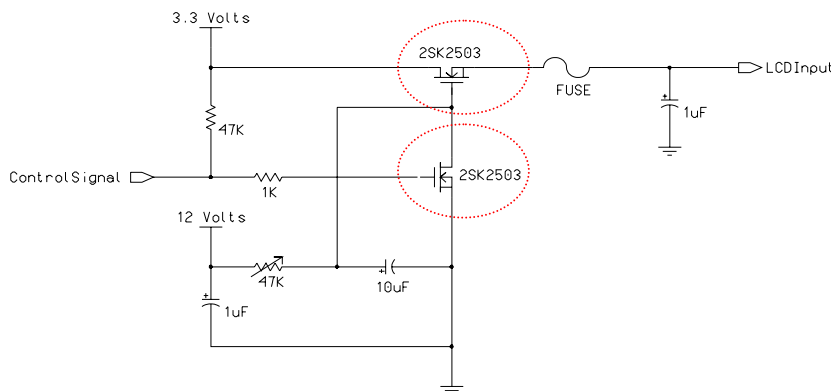 3.3 Volts
2SK2503
LCDInput
FUSE
1uF
47K
ControlSignal
1K
2SK2503
12 Volts
47K
10uF
1uF